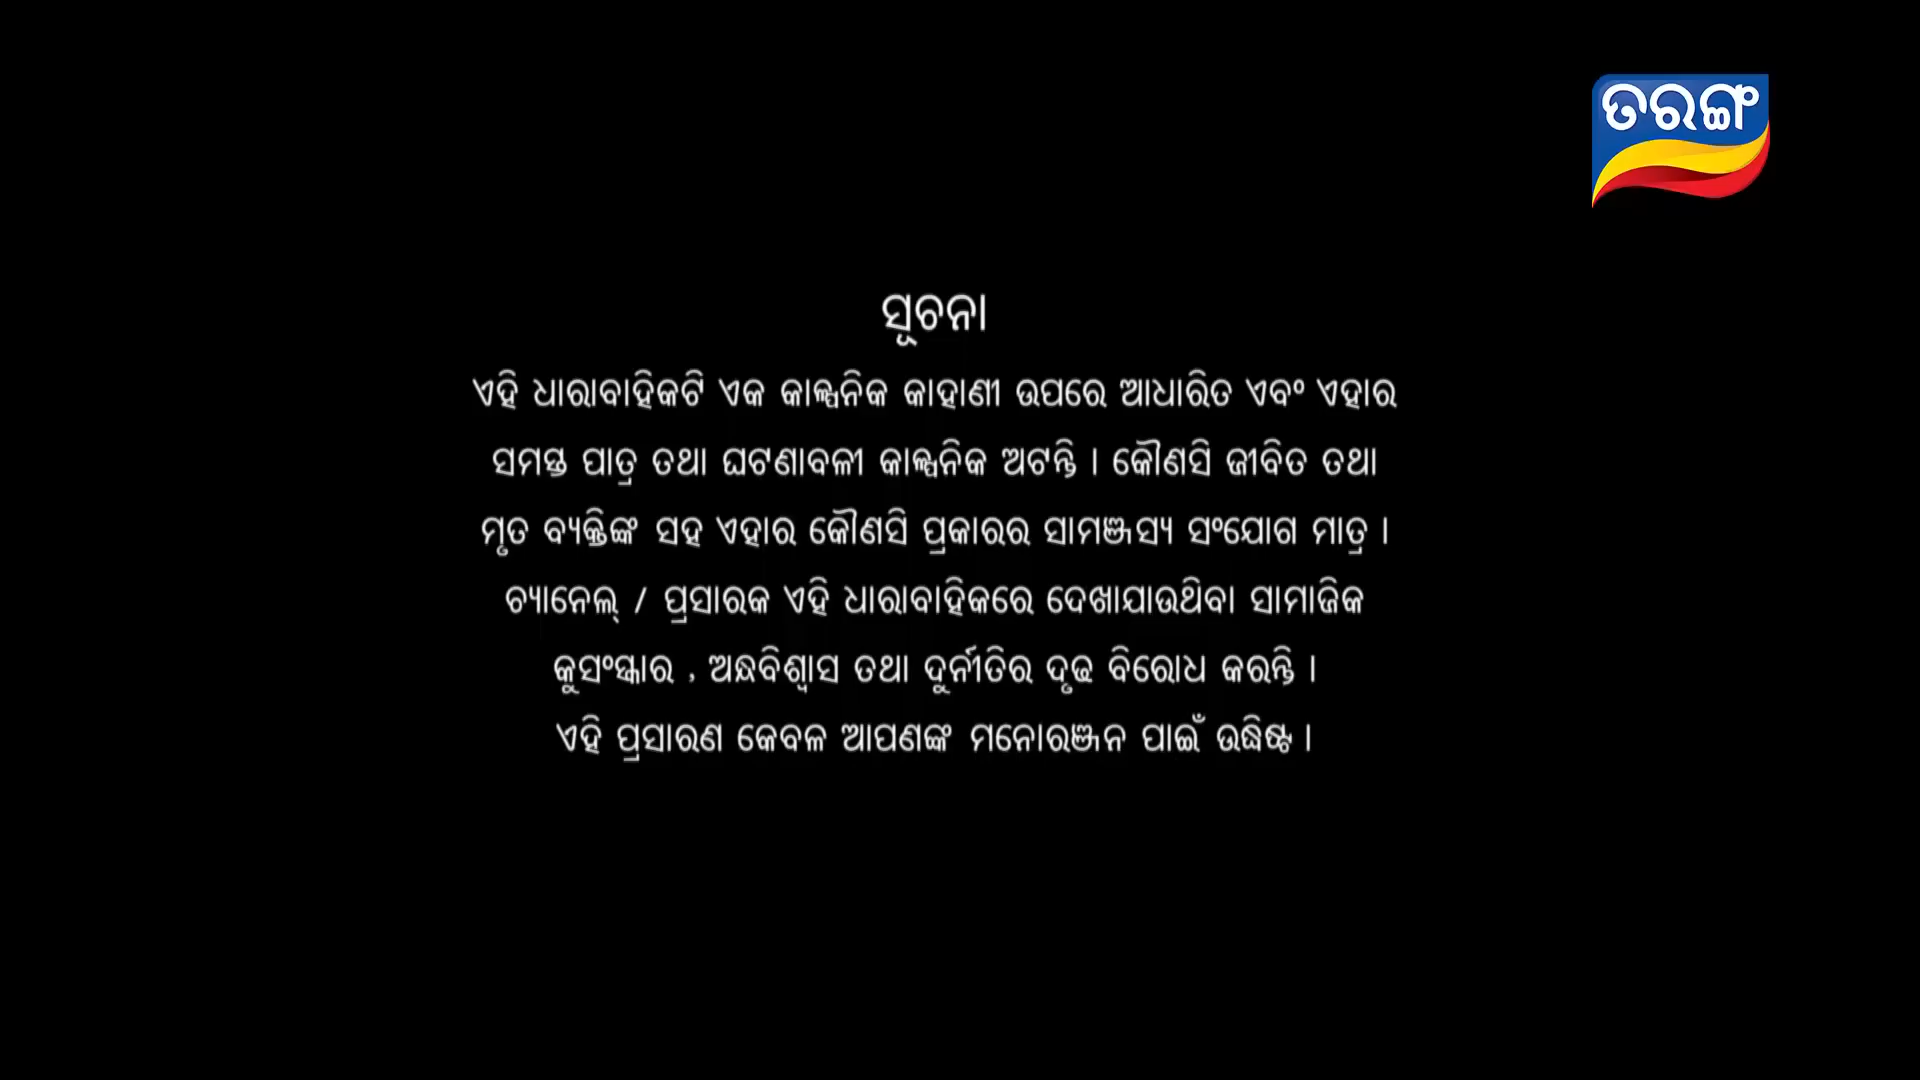 ତରଙ୍ଗ
ସୂଚନା
ଏହି ଧାରାବାହିକଟି ଏକ କାଳ୍ପନିକ କାହାଣୀ ଉପରେ ଆଧାରିତ ଏବଂ ଏହାର
ସମସ୍ତ ପାତ୍ର ତଥା ଘଟଣାବଳୀ କାଳ୍ପନିକ ଅଟନ୍ତି । କୌଣସି ଜୀବିତ ତଥା
ମୃତ ବ୍ୟକ୍ତିଙ୍କ ସହ ଏହାର କୌଣସି ପ୍ରକାରର ସାମଞ୍ଜସ୍ୟ ସଂଯୋଗ ମାତ୍ର ।
ଚ୍ୟାନେଲ୍ / ପ୍ରସାରକ ଏହି ଧାରାବାହିକରେ ଦେଖାଯାଉଥିବା ସାମାଜିକ
କୁସଂସ୍କାର , ଅନ୍ଧବିଶ୍ୱାସ ତଥା ଦୁର୍ନୀତିର ଦୃଢ ବିରୋଧ କରନ୍ତି ।
ଏହି ପ୍ରସାରଣ କେବଳ ଆପଣଙ୍କ ମନୋରଞ୍ଜନ ପାଇଁ ଉଦ୍ଧିଷ୍ଟ ।